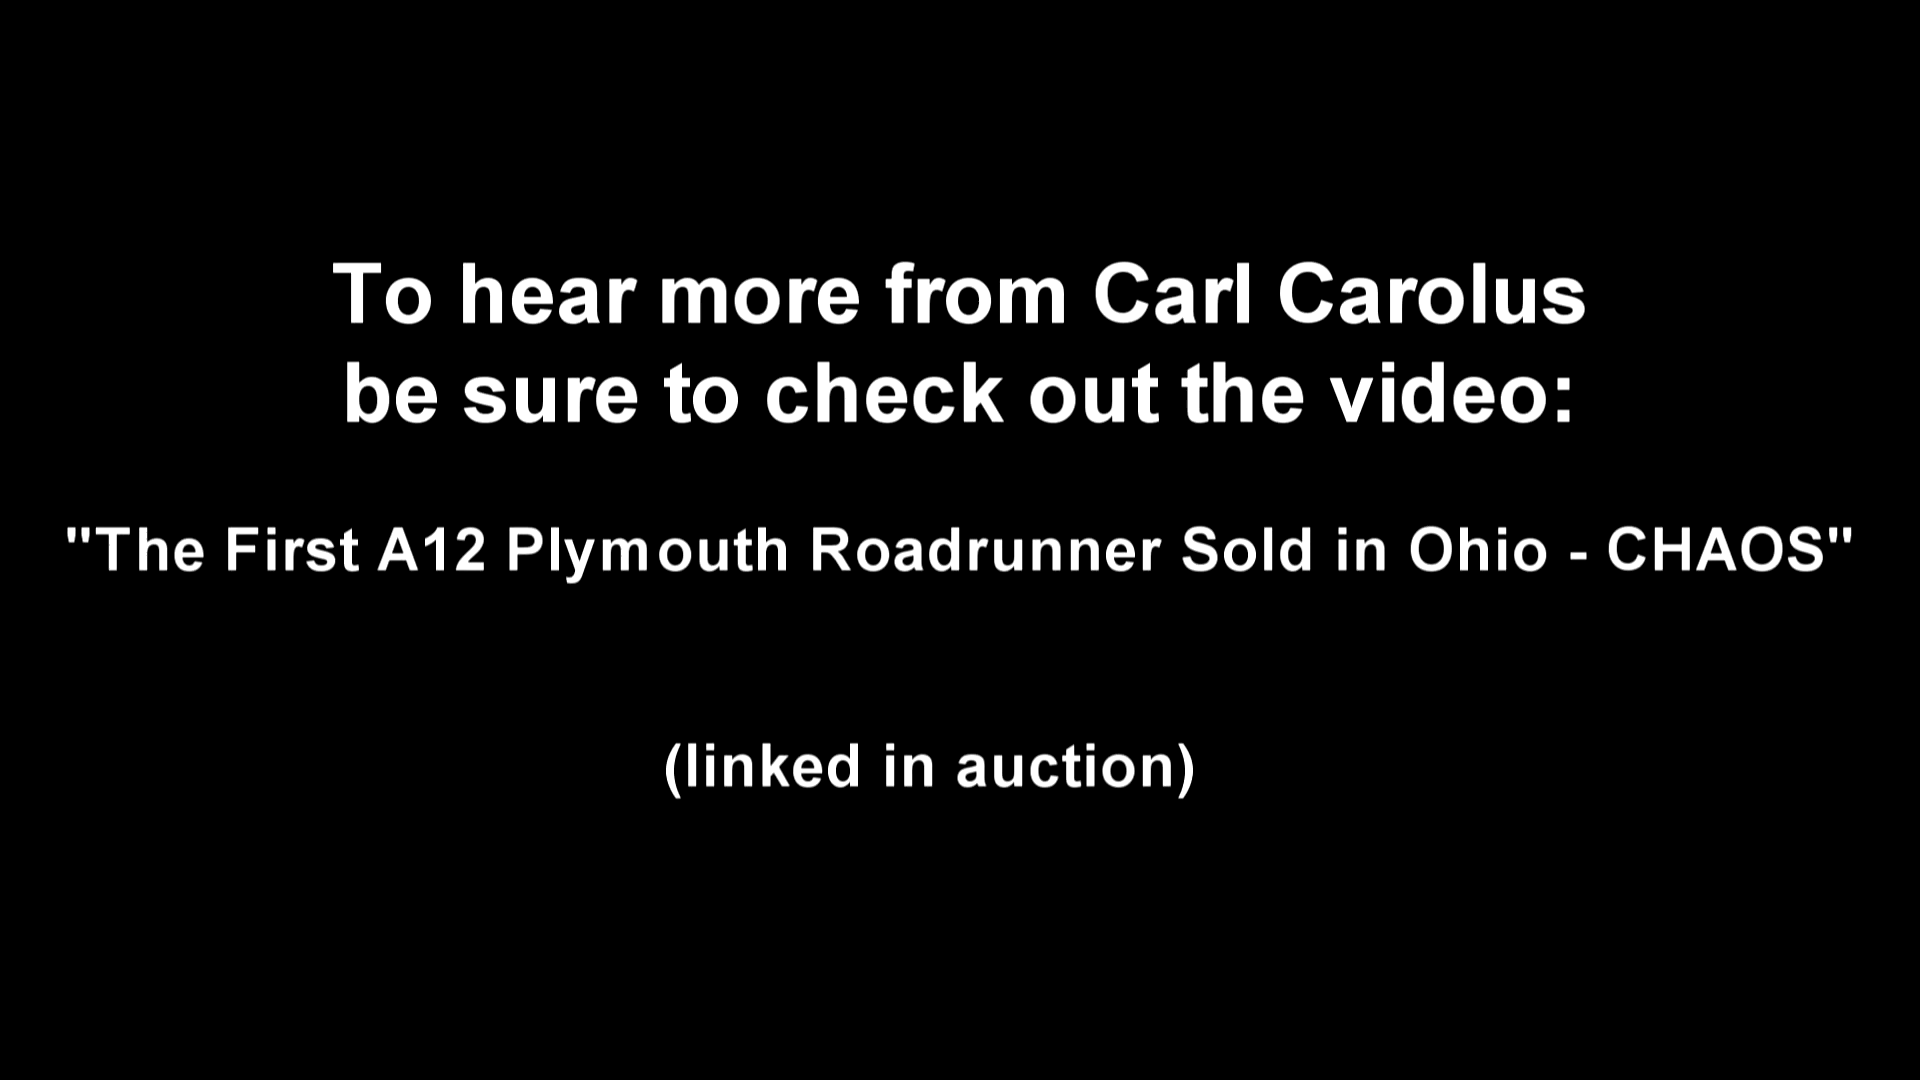 To hear more from Carl Carolus
be sure to check out the video:
"The First A12 Plymouth Roadrunner Sold in Ohio - CHAOS"
(linked in auction)